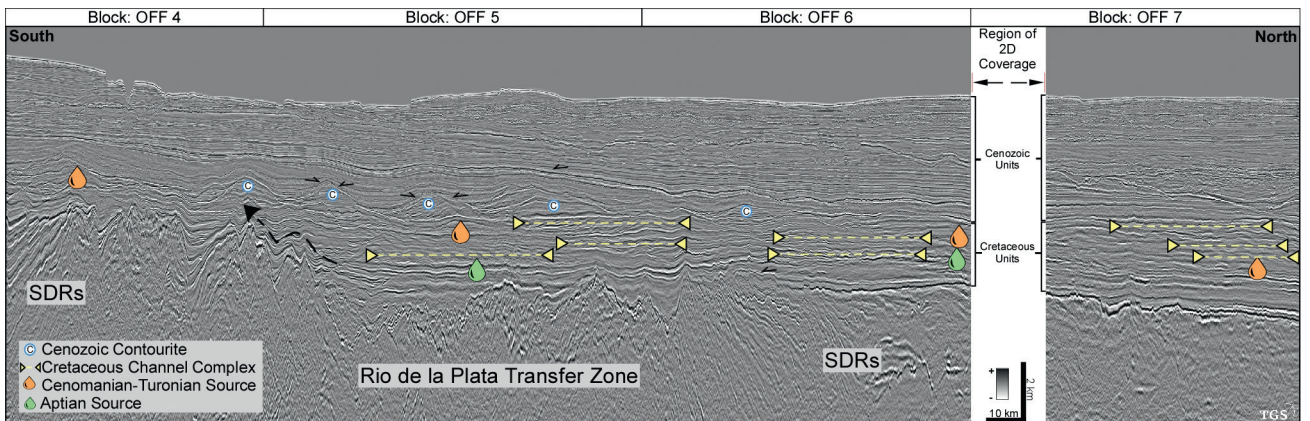 Block: OFF 4
Block: OFF 5
Block: OFF 6
Block: OFF 7
South
Region of
2D
Coverage
North
Cenozoic
Units
C
C
C
C
C
Cretaceous
Units
SDRs
SDRs
Rio de la Plata Transfer Zone
C Cenozoic Contourite
Cretaceous Channel Complex
Cenomanian-Turonian Source
Aptian Source
+
-
2 km
10 km
TGS